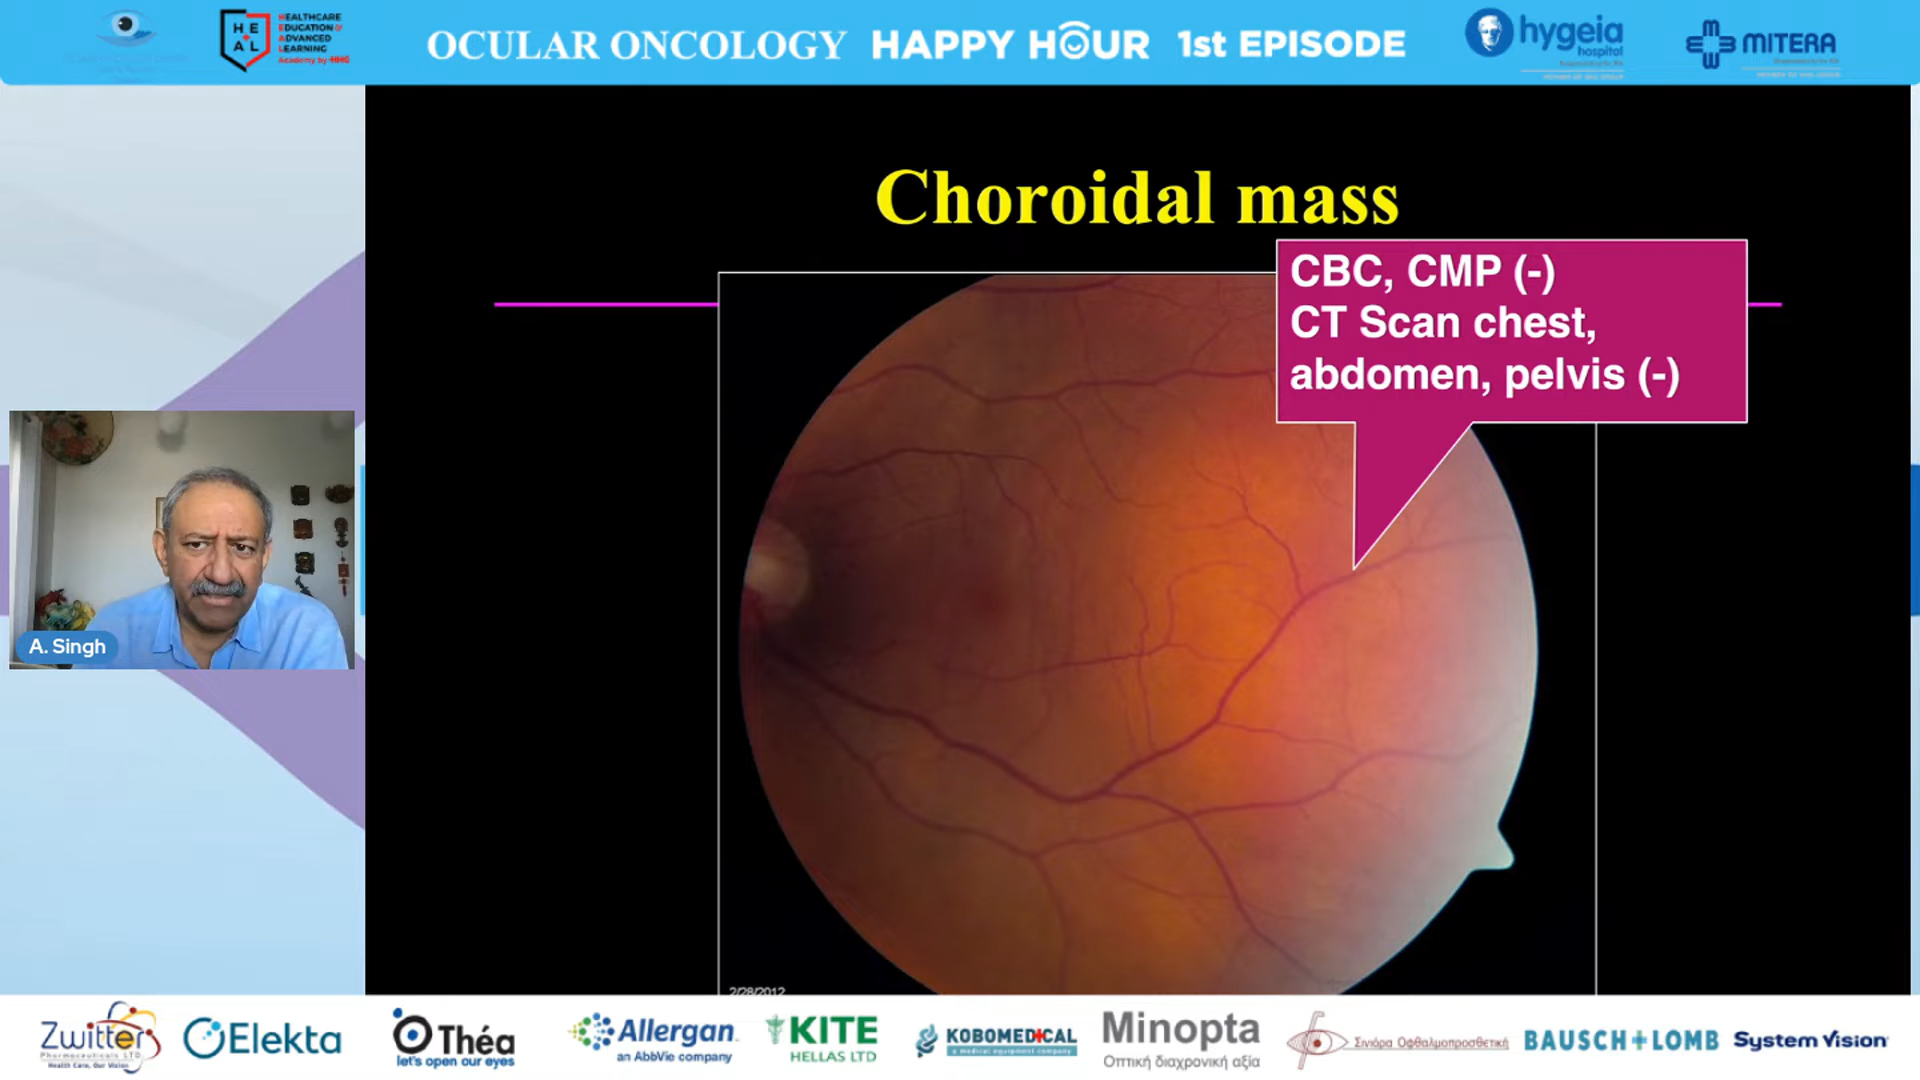 HE
AL
HEALTHCARE
EDUCATION &
ADVANCED
LEARNING
Academy by HHG
OCULAR ONCOLOGY HAPPY HOUR 1st EPISODE
hygeia
hospital
MITERA
Choroidal mass
CBC, CMP (-)
CT Scan chest,
abdomen, pelvis (-)
A. Singh
2/28/2012
Zwitter
Pharmaceuticals LTD
Health Care, Our Vision
Elekta
Théa
let's open our eyes
Allergan
an AbbVie company
KITE
HELLAS LTD
KOBOMEDICAL
a medical equipment company
Minopta
Οπτική διαχρονική αξία
Σινιόρα Οφθαλμοπροσθετική
BAUSCH + LOMB
System Vision